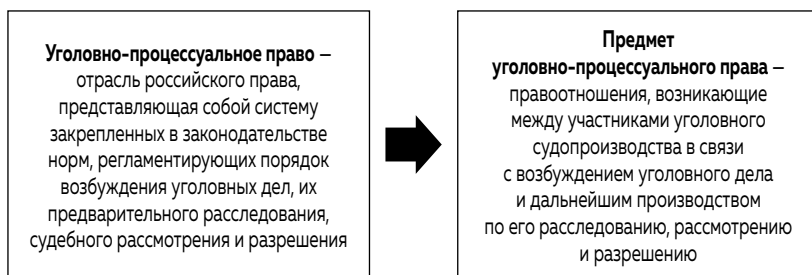 Уголовно-процессуальное право –
отрасль российского права,
представляющая собой систему
закрепленных в законодательстве
норм, регламентирующих порядок
возбуждения уголовных дел, их
предварительного расследования,
судебного рассмотрения и разрешения
Предмет
уголовно-процессуального права –
правоотношения, возникающие
между участниками уголовного
судопроизводства в связи
с возбуждением уголовного дела
и дальнейшим производством
по его расследованию, рассмотрению
и разрешению